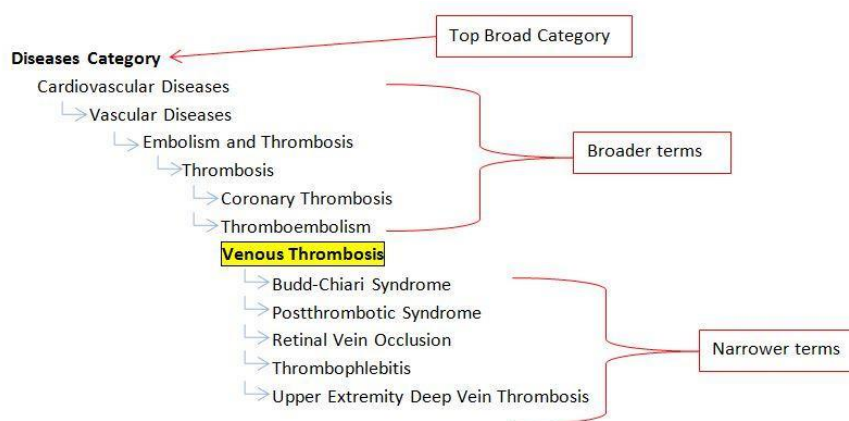 Top Broad Category
Diseases Category
Cardiovascular Diseases
Vascular Diseases
Embolism and Thrombosis
Broader terms
Thrombosis
Coronary Thrombosis
Thromboembolism
Venous Thrombosis
Budd-Chiari Syndrome
Postthrombotic Syndrome
Retinal Vein Occlusion
Narrower terms
Thrombophlebitis
Upper Extremity Deep Vein Thrombosis